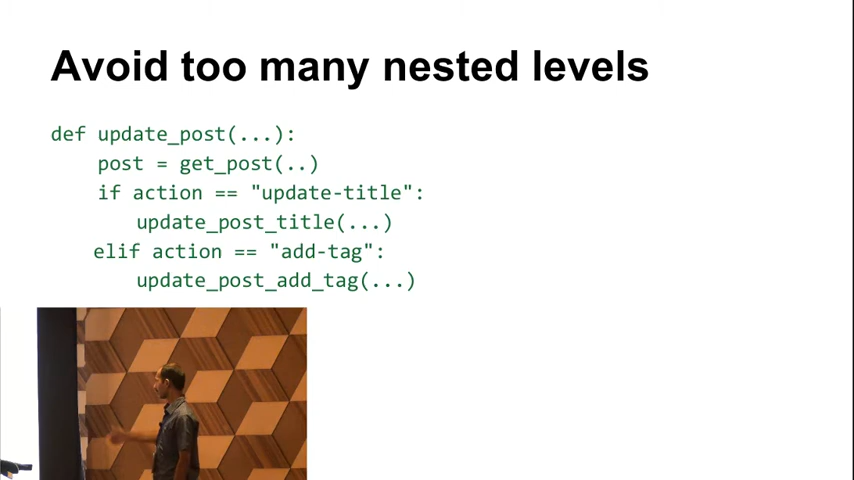 Avoid too many nested levels
def update_post(...):
post = get_post(..)
if action == "update-title":
update_post_title(...)
elif action == "add-tag":
update_post_add_tag(...)